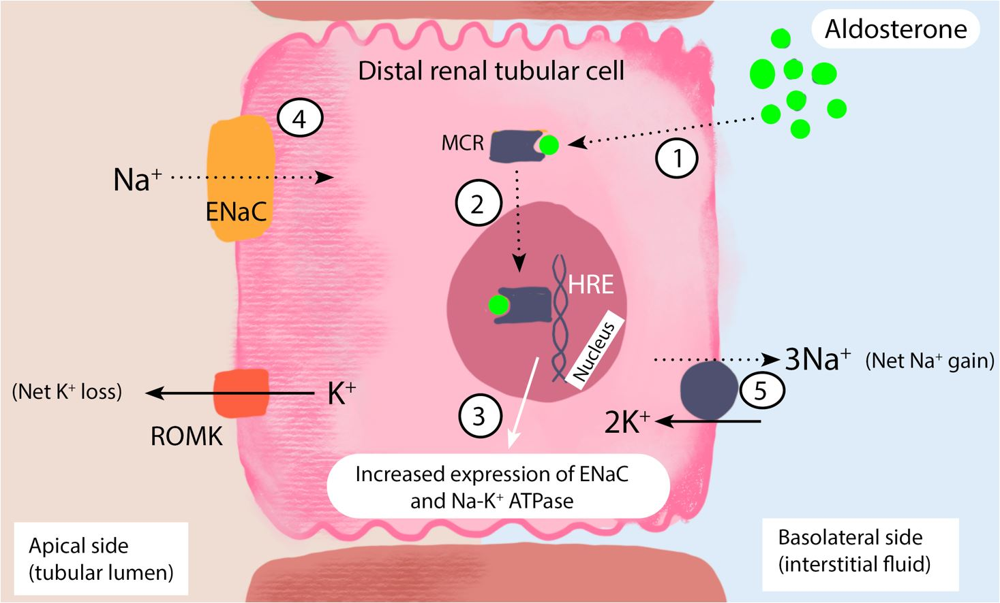 Aldosterone
Distal renal tubular cell
4
MCR
1
Na⁺
ENaC
2
HRE
Nucleus
3Na⁺ (Net Na⁺ gain)
(Net K⁺ loss)
K⁺
5
ROMK
3
2K⁺
Increased expression of ENaC
and Na-K⁺ ATPase
Apical side
(tubular lumen)
Basolateral side
(interstitial fluid)